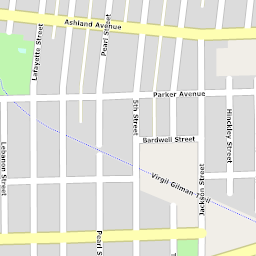 Ashland Avenue
Lafayette Street
Pearl Street
Parker Avenue
5th Street
Hinckley Street
Bardwell Street
Lebanon Street
Virgil Gilman Trail
Jackson Street
Pearl S